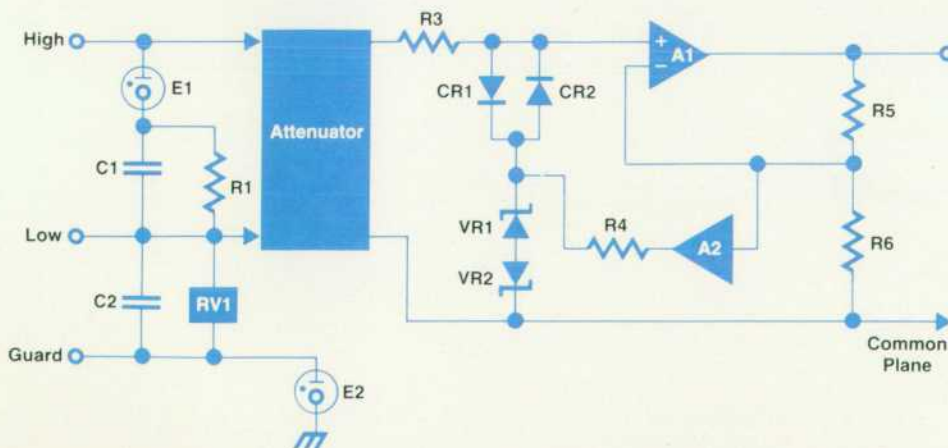 High
E1
C1
R1
Low
C2
RV1
Guard
E2
Attenuator
R3
CR1
CR2
VR1
VR2
R4
A2
+
−
A1
R5
R6
Common
Plane